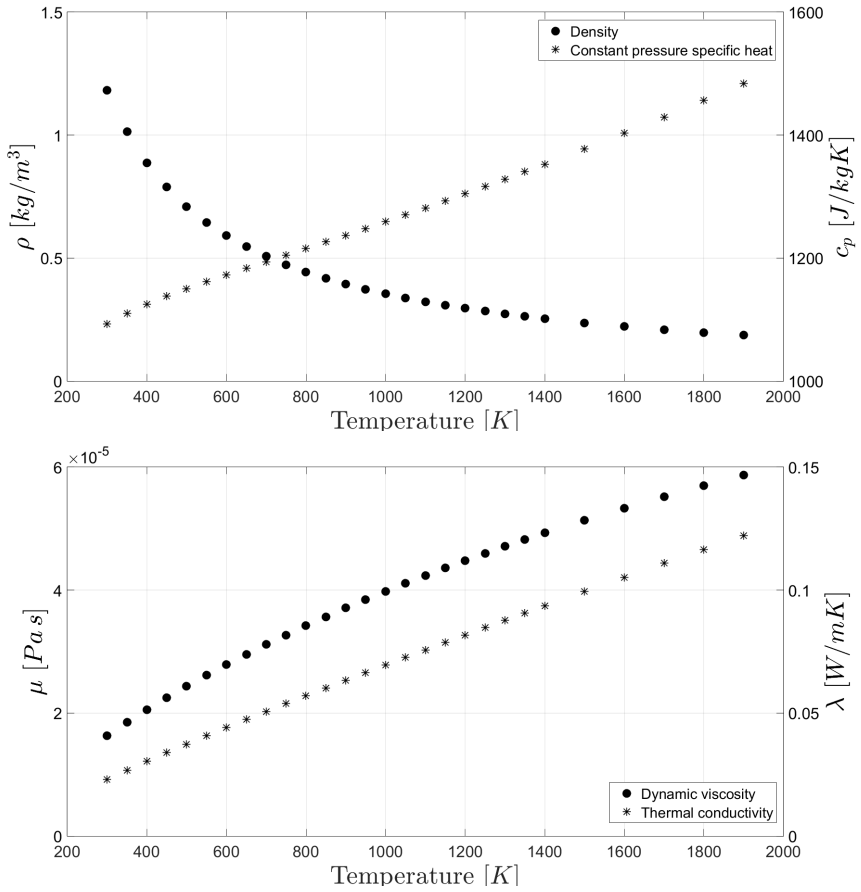 1.5
1
0.5
0
ρ [kg/m³]
1600
1400
1200
1000
c_p [J/kgK]
Density
Constant pressure specific heat
200 400 600 800 1000 1200 1400 1600 1800 2000
Temperature [K]
×10⁻⁵
6
4
2
0
μ [Pa s]
0.15
0.1
0.05
0
λ [W/mK]
Dynamic viscosity
Thermal conductivity
200 400 600 800 1000 1200 1400 1600 1800 2000
Temperature [K]